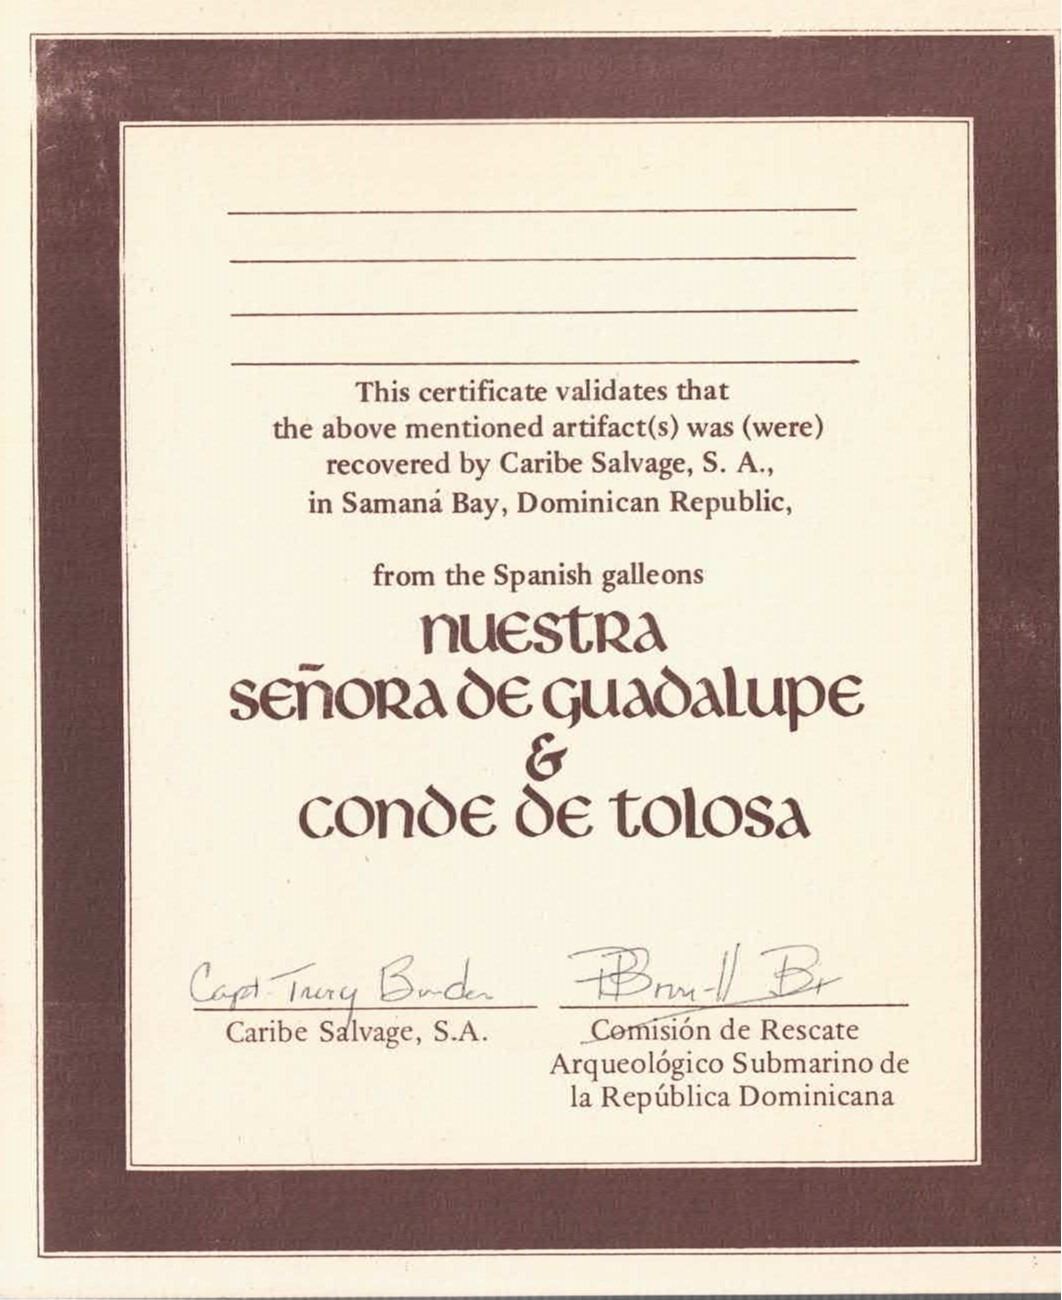 This certificate validates that
the above mentioned artifact(s) was (were)
recovered by Caribe Salvage, S. A.,
in Samaná Bay, Dominican Republic,
from the Spanish galleons
nuestra
señora de guadalupe
&
conde de tolosa
Capt. Tracy Bowden
Caribe Salvage, S.A.
Comisión de Rescate
Arqueológico Submarino de
la República Dominicana